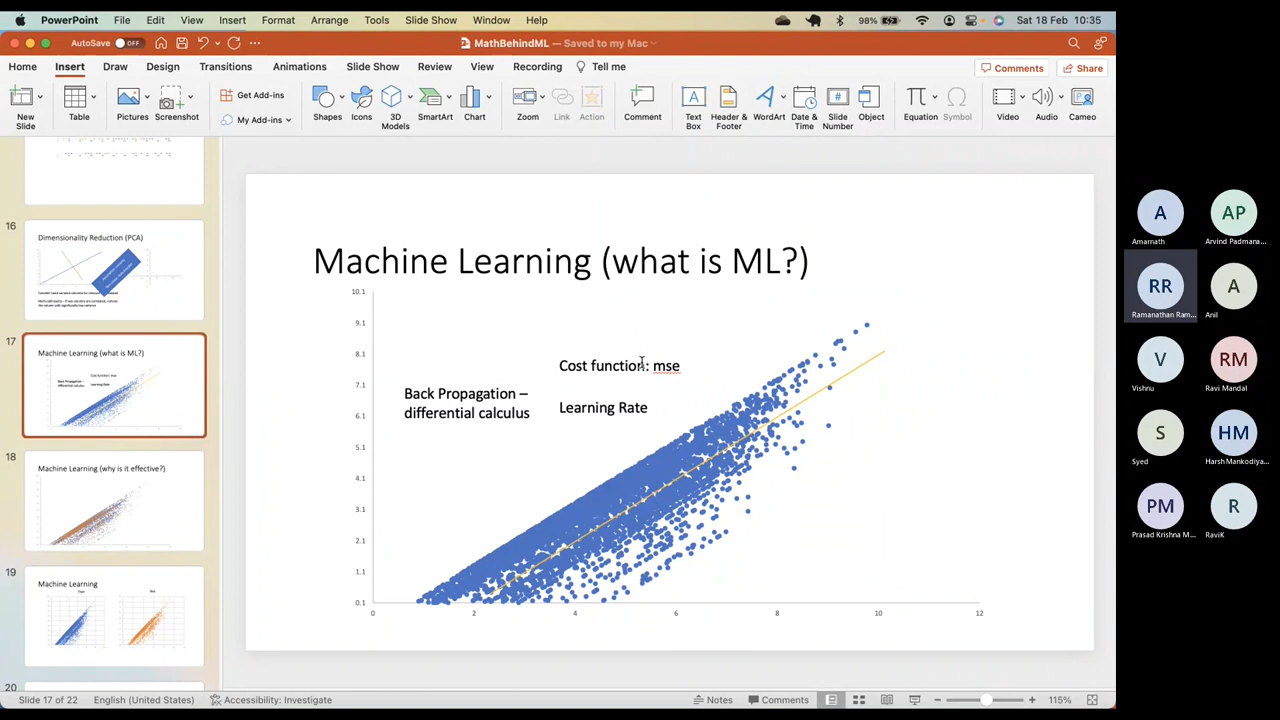 PowerPoint File Edit View Insert Format Arrange Tools Slide Show Window Help 98% Sat 18 Feb 10:35
AutoSave OFF MathBehindML — Saved to my Mac
Home Insert Draw Design Transitions Animations Slide Show Review View Recording Tell me Comments Share
New Slide
Table
Pictures
Screenshot
Get Add-ins
My Add-ins
Shapes
Icons
3D Models
SmartArt
Chart
Zoom
Link
Action
Comment
Text Box
Header & Footer
WordArt
Date & Time
Slide Number
Object
Equation
Symbol
Video
Audio
Cameo
16
Dimensionality Reduction (PCA)
17
Machine Learning (what is ML?)
Cost function: mse
Back Propagation –
differential calculus
Learning Rate
18
Machine Learning (why is it effective?)
19
Machine Learning
20
Machine Learning (what is ML?)
10.1
9.1
8.1
7.1
6.1
5.1
4.1
3.1
2.1
1.1
0.1
0 2 4 6 8 10 12
Cost function: mse
Back Propagation –
differential calculus
Learning Rate
Slide 17 of 22 English (United States) Accessibility: Investigate Notes Comments 115%
A AP
Amarnath Arvind Padmana...
RR A
Ramanathan Ram... Anil
V RM
Vishnu Ravi Mandal
S HM
Syed Harsh Mankodiya...
PM R
Prasad Krishna M... RaviK